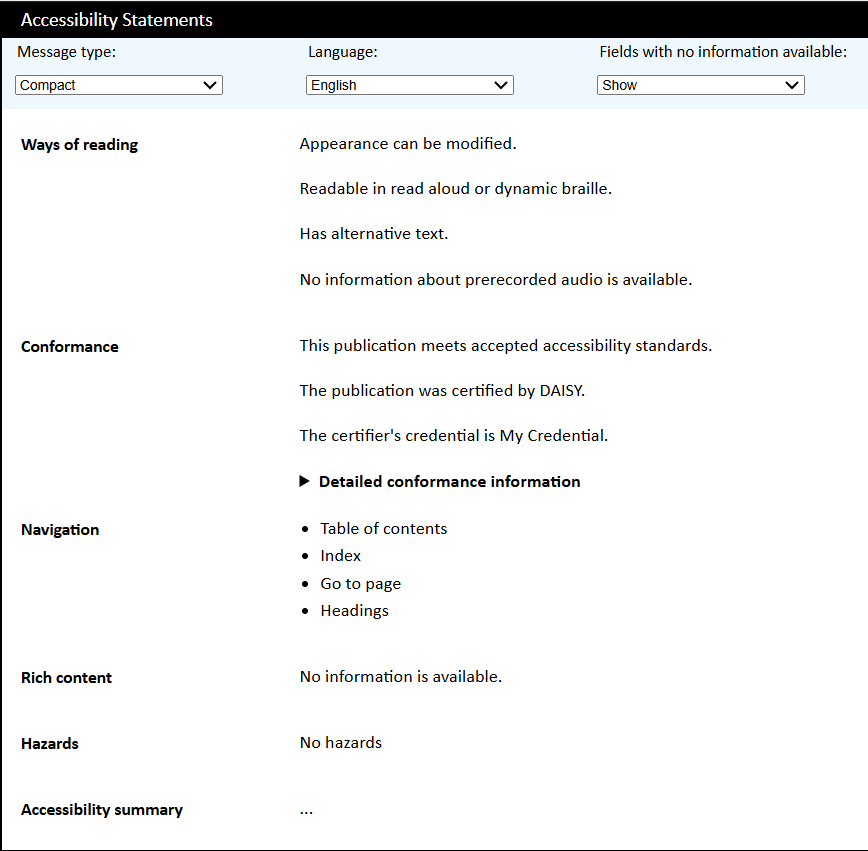 Accessibility Statements
Message type: Language: Fields with no information available:
Compact English Show
Ways of reading Appearance can be modified.
Readable in read aloud or dynamic braille.
Has alternative text.
No information about prerecorded audio is available.
Conformance This publication meets accepted accessibility standards.
The publication was certified by DAISY.
The certifier's credential is My Credential.
Detailed conformance information
Navigation • Table of contents
• Index
• Go to page
• Headings
Rich content No information is available.
Hazards No hazards
Accessibility summary ...